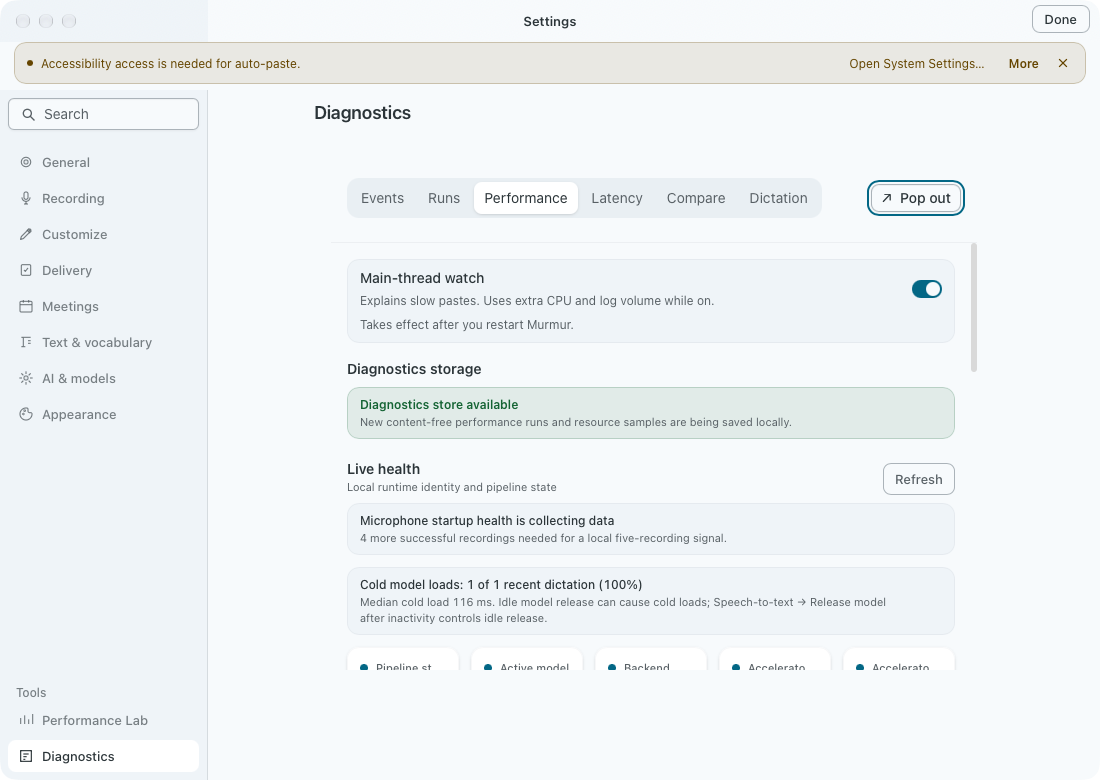 Settings
Done
Accessibility access is needed for auto-paste.
Open System Settings...
More
Search
General
Recording
Customize
Delivery
Meetings
Text & vocabulary
AI & models
Appearance
Tools
Performance Lab
Diagnostics
Diagnostics
Events
Runs
Performance
Latency
Compare
Dictation
Pop out
Main-thread watch
Explains slow pastes. Uses extra CPU and log volume while on.
Takes effect after you restart Murmur.
Diagnostics storage
Diagnostics store available
New content-free performance runs and resource samples are being saved locally.
Live health
Local runtime identity and pipeline state
Refresh
Microphone startup health is collecting data
4 more successful recordings needed for a local five-recording signal.
Cold model loads: 1 of 1 recent dictation (100%)
Median cold load 116 ms. Idle model release can cause cold loads; Speech-to-text → Release model
after inactivity controls idle release.
Pipeline st
Active model
Backend
Accelerato
Accelerato